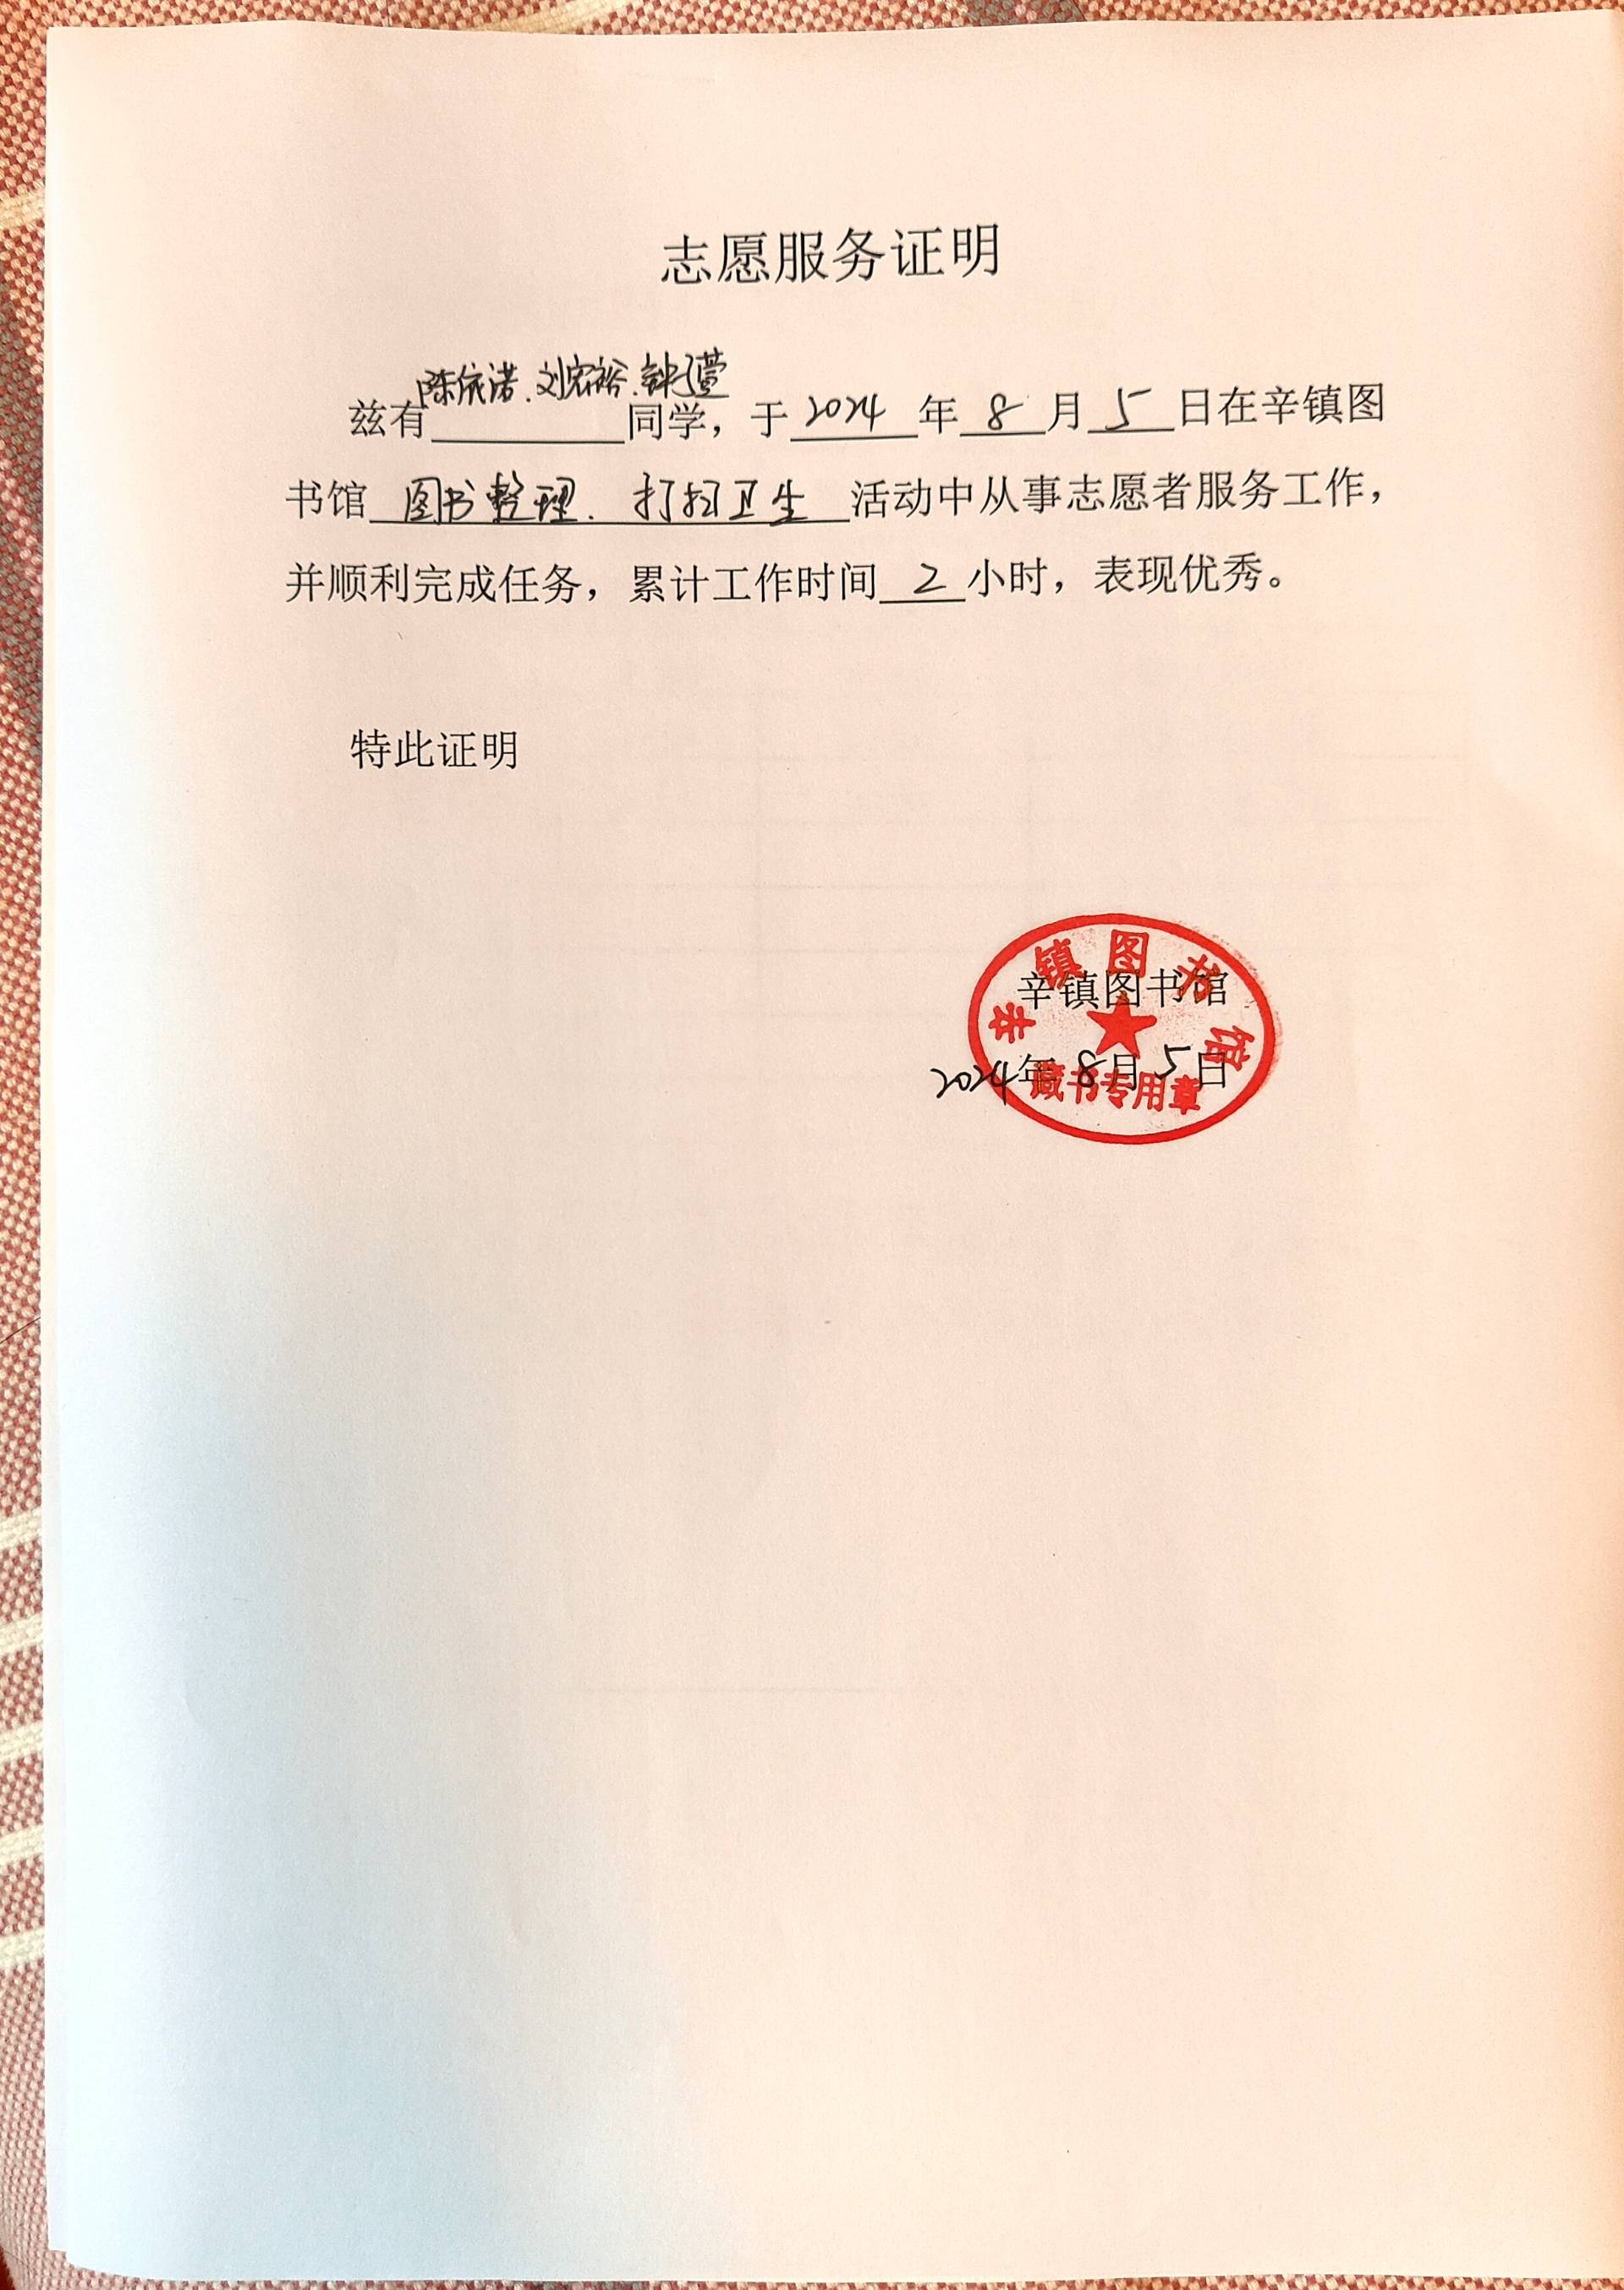 志愿服务证明
陈依诺、刘宏裕、钟子萱
兹有同学，于2024年8月5日在辛镇图
书馆图书整理、打扫卫生活动中从事志愿者服务工作，
并顺利完成任务，累计工作时间2小时，表现优秀。
特此证明
辛镇图书馆
辛镇图书馆
2024年8月5日
藏书专用章